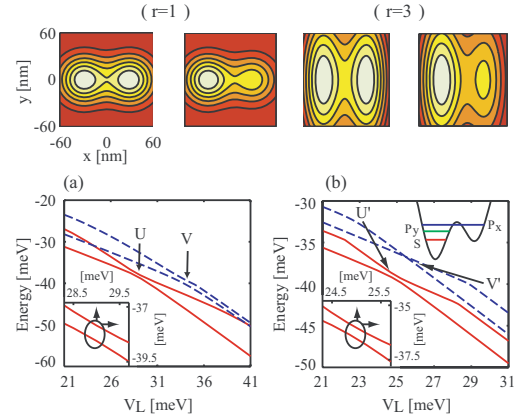 ( r=1 )
( r=3 )
60
0
-60
y [nm]
-60
0
60
x [nm]
(a)
(b)
-20
-30
-40
-50
-60
Energy [meV]
U
V
[meV]
28.5
29.5
-37
[meV]
-39.5
21
26
31
36
41
V_L [meV]
-30
-35
-40
-45
-50
Energy [meV]
U'
V'
Px
Py
S
[meV]
24.5
25.5
-35
[meV]
-37.5
21
23
25
27
29
31
V_L [meV]